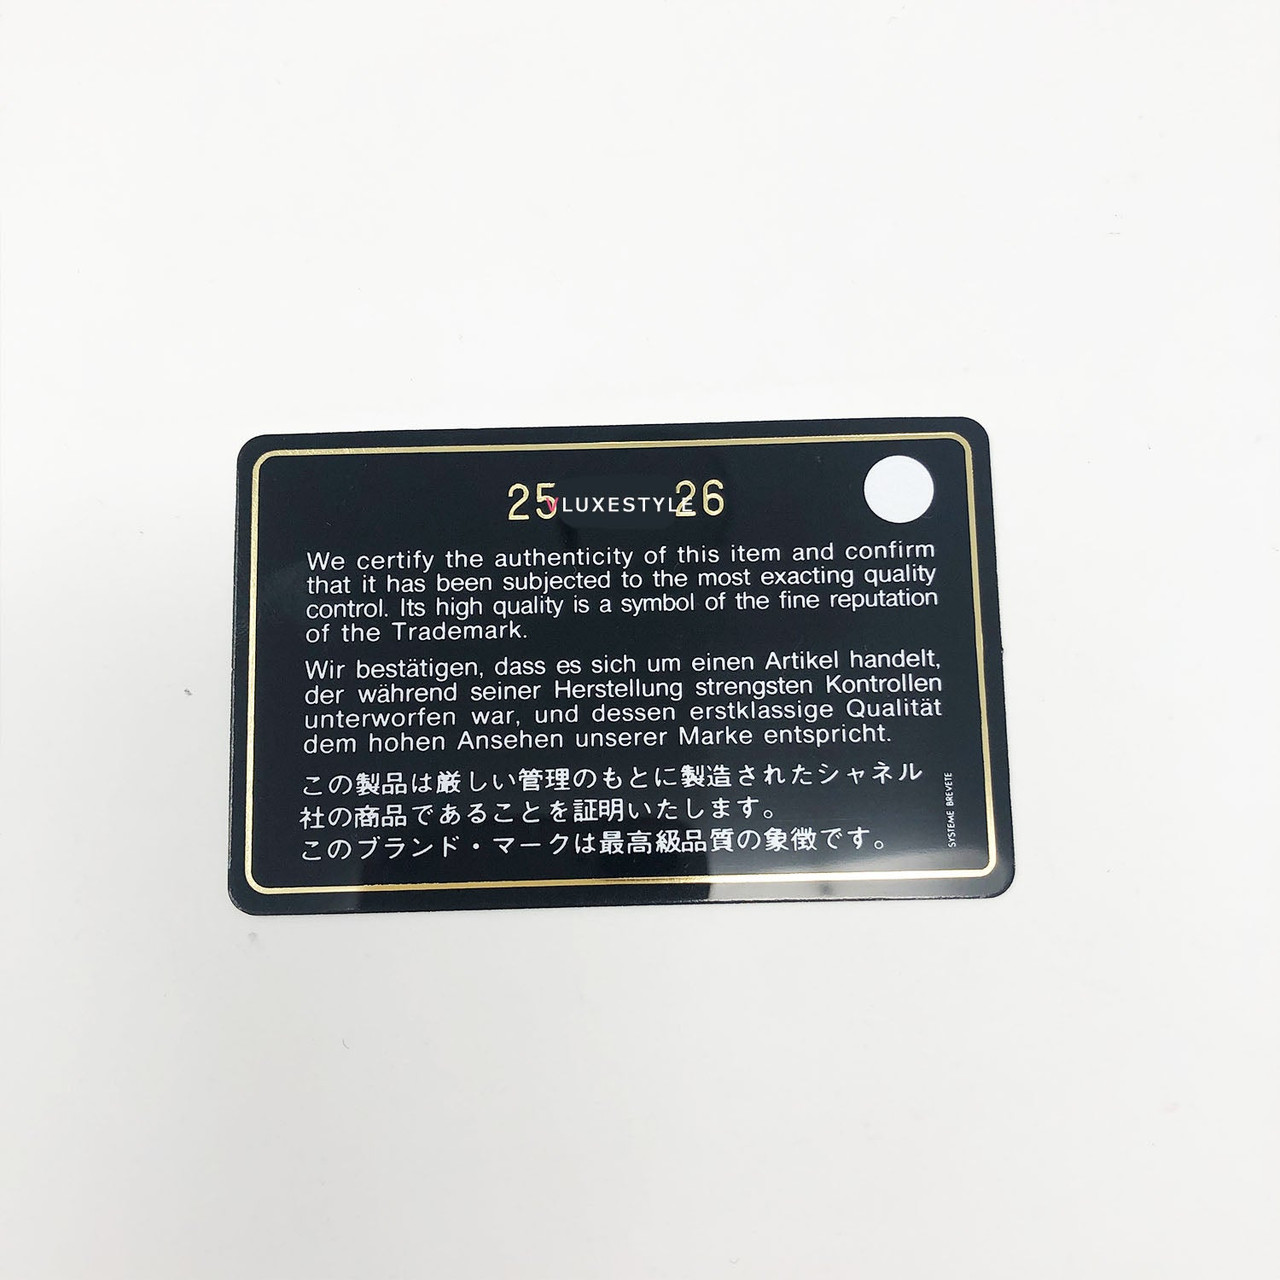 25 VLUXESTYLE 26
We certify the authenticity of this item and confirm
that it has been subjected to the most exacting quality
control. Its high quality is a symbol of the fine reputation
of the Trademark.
Wir bestätigen, dass es sich um einen Artikel handelt,
der während seiner Herstellung strengsten Kontrollen
unterworfen war, und dessen erstklassige Qualität
dem hohen Ansehen unserer Marke entspricht.
この製品は厳しい管理のもとに製造されたシャネル
社の商品であることを証明いたします。
このブランド・マークは最高級品質の象徴です。
SYSTEME BREVETE